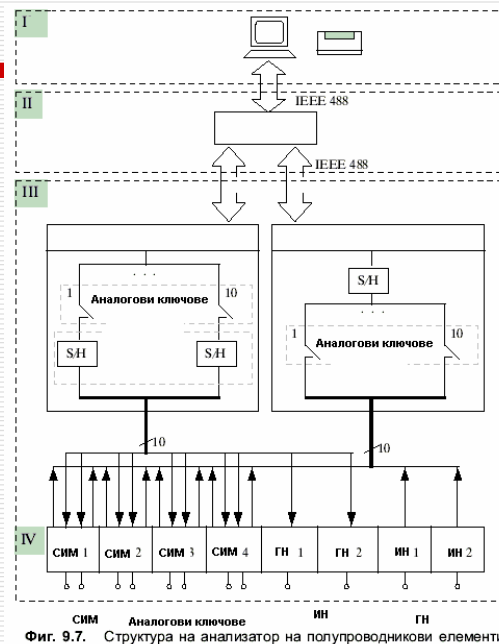 I
IEEE 488
II
IEEE 488
III
. . .
1 Аналогови ключове 10
S/H S/H
S/H
. . .
1 Аналогови ключове 10
10 10
IV
СИМ 1 СИМ 2 СИМ 3 СИМ 4 ГН 1 ГН 2 ИН 1 ИН 2
СИМ Аналогови ключове ИН ГН
Фиг. 9.7. Структура на анализатор на полупроводникови елементи